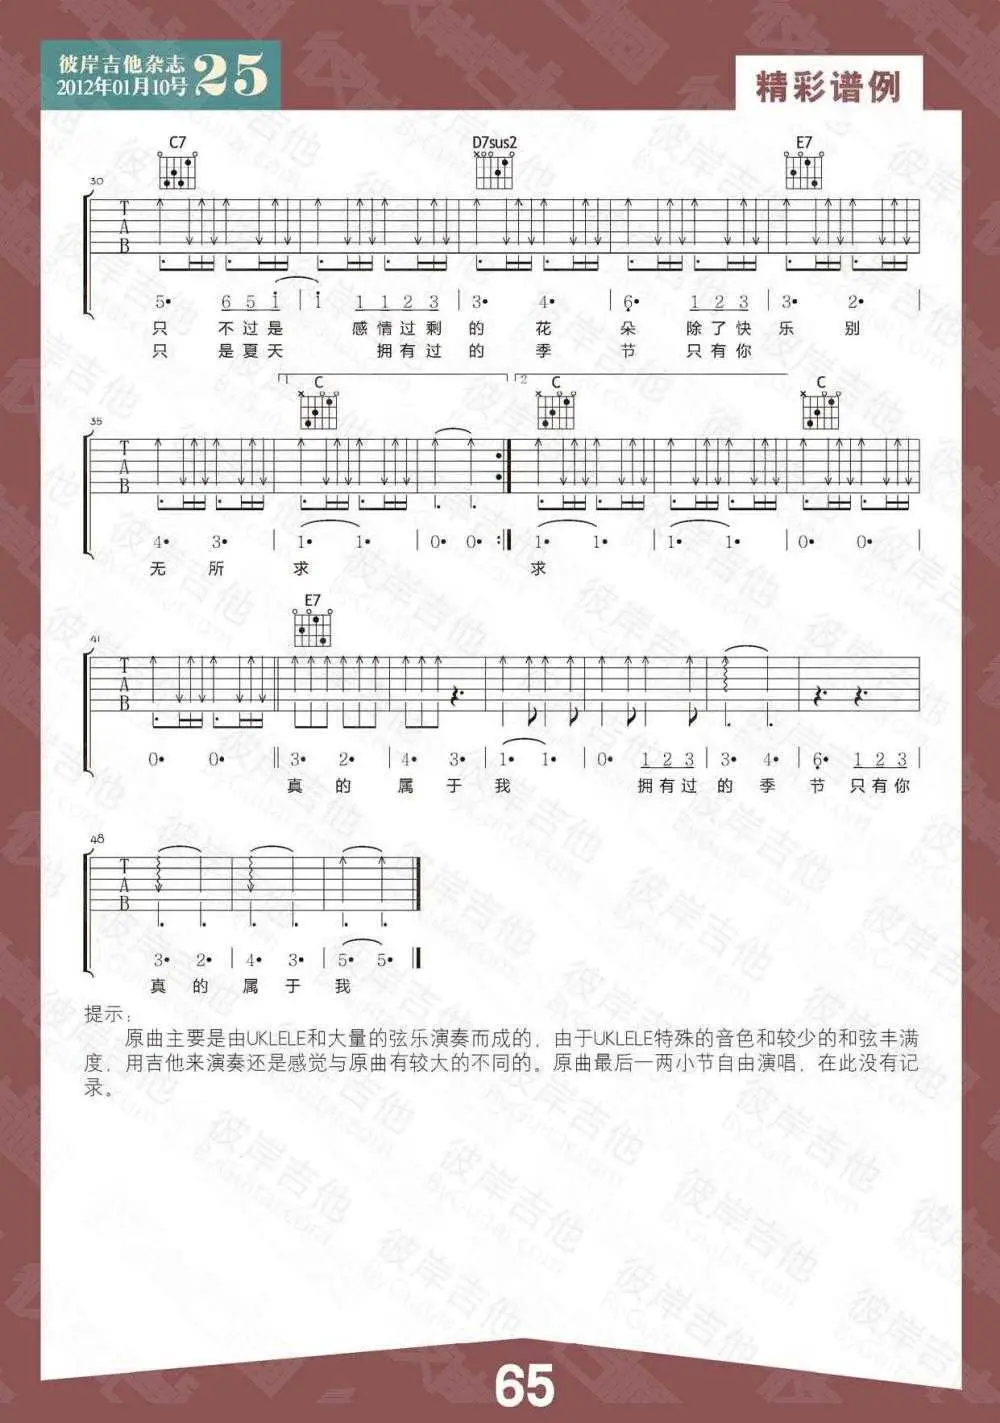 彼岸吉他杂志
2012年01月10号
25
精彩谱例
C7 D7sus2 E7
30
T
A
B
5• 6 5 i i 1 1 2 3 | 3• 4• | 6• 1 2 3 | 3• 2•
只 不过是 感情过剩 的 花 朵 除了快 乐 别
只 是夏天 拥有过 的 季 节 只有你
1 C 2 C C
35
T
A
B
4• 3• | 1• 1• | 0• 0• :| 1• 1• | 1• 1• | 0• 0•
无 所 求 求
E7
41
T
A
B
0• 0• 3• 2• | 4• 3• | 1• 1• | 0• 1 2 3 | 3• 4• | 6• 1 2 3
真 的 属 于 我 拥有过 的 季 节 只有你
48
T
A
B
3• 2• | 4• 3• | 5• 5•
真 的 属 于 我
提示:
原曲主要是由UKLELE和大量的弦乐演奏而成的，由于UKLELE特殊的音色和较少的和弦丰满
度，用吉他来演奏还是感觉与原曲有较大的不同的。原曲最后一两小节自由演唱，在此没有记
录。
彼岸吉他
65